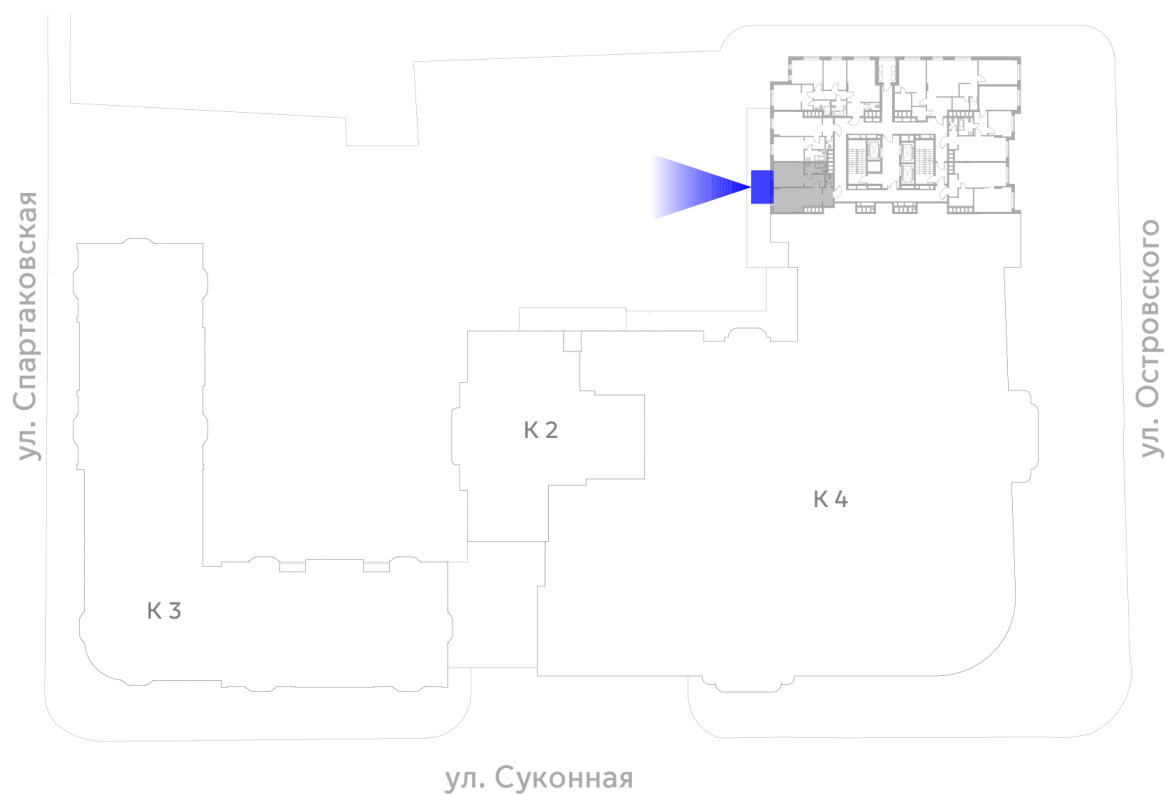 ул. Спартаковская
ул. Островского
К 2
К 4
К 3
ул. Суконная